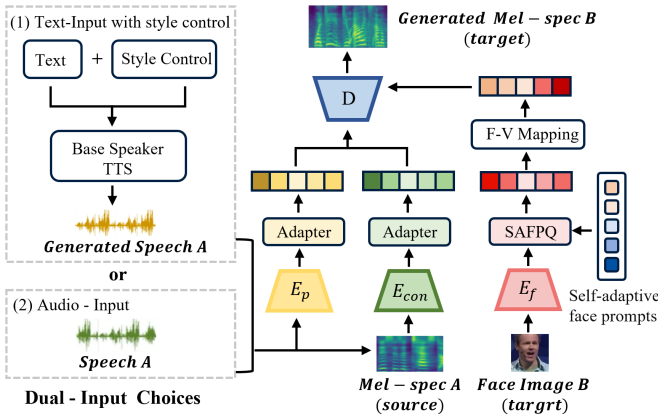 (1) Text-Input with style control
Text + Style Control
Base Speaker
TTS
Generated Speech A
or
(2) Audio - Input
Speech A
Dual - Input Choices
Generated Mel - spec B
(target)
D
F-V Mapping
Adapter
Adapter
SAFPQ
E_p
E_con
E_f
Self-adaptive
face prompts
Mel - spec A
(source)
Face Image B
(targrt)